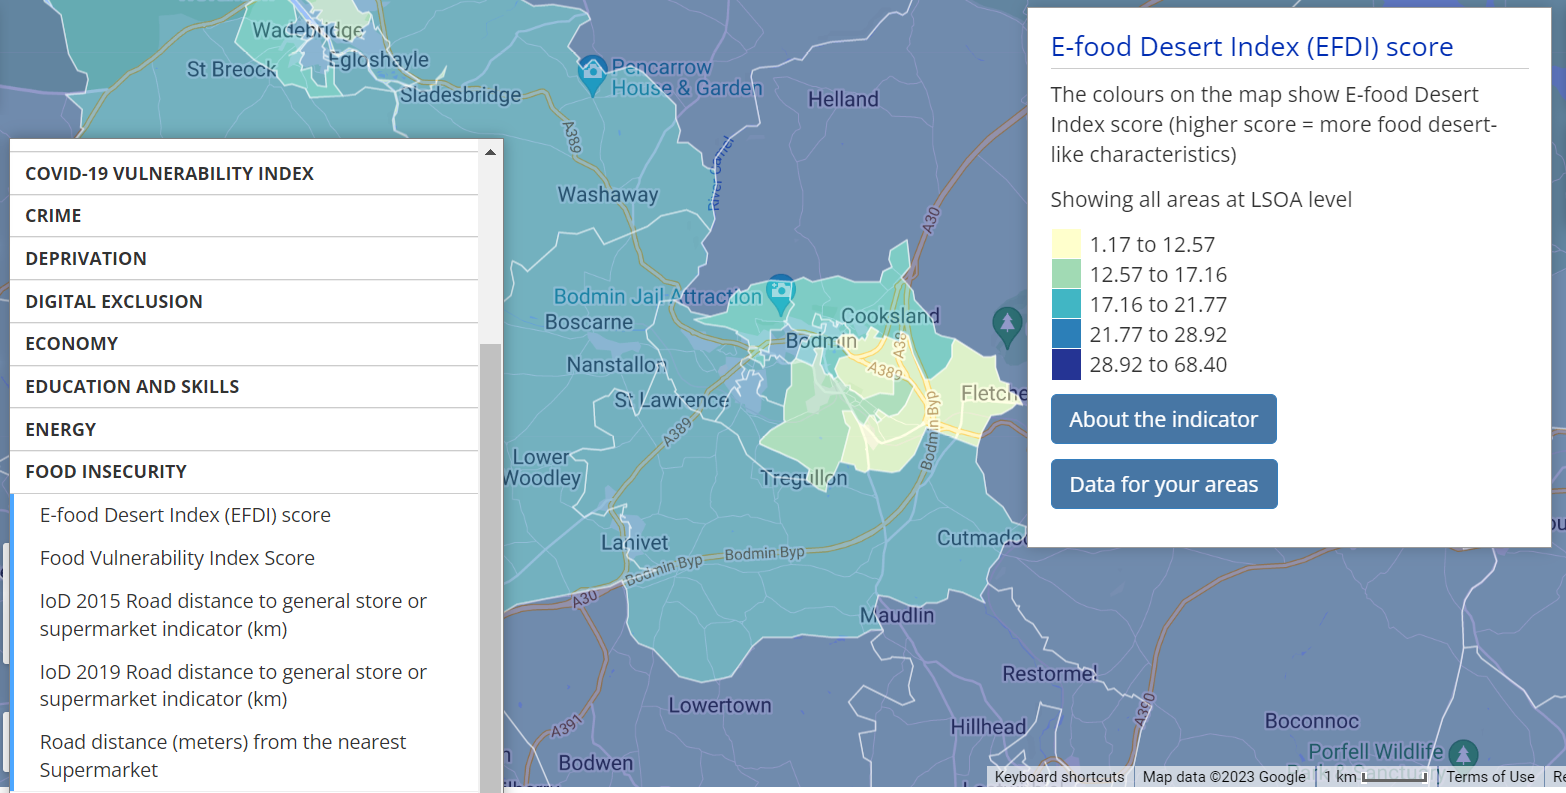 Wadebridge
Egloshayle
St Breock
Sladesbridge
Pencarrow
House & Garden
Helland
A389
River Camel
Washaway
A30
Bodmin Jail Attraction
Boscarne
Cooksland
Bodmin
A38
A389
Nanstallon
St Lawrence
Fletche
A389
Bodmin Byp
Lower
Woodley
Tregullon
Lanivet
Bodmin Byp
Bodmin Byp
Cutmado
A30
Maudlin
Restormel
Lowertown
A390
Hillhead
Boconnoc
A391
Bodwen
Porfell Wildlife
Park & Sanctuary
COVID-19 VULNERABILITY INDEX
CRIME
DEPRIVATION
DIGITAL EXCLUSION
ECONOMY
EDUCATION AND SKILLS
ENERGY
FOOD INSECURITY
E-food Desert Index (EFDI) score
Food Vulnerability Index Score
IoD 2015 Road distance to general store or
supermarket indicator (km)
IoD 2019 Road distance to general store or
supermarket indicator (km)
Road distance (meters) from the nearest
Supermarket
E-food Desert Index (EFDI) score
The colours on the map show E-food Desert
Index score (higher score = more food desert-
like characteristics)
Showing all areas at LSOA level
1.17 to 12.57
12.57 to 17.16
17.16 to 21.77
21.77 to 28.92
28.92 to 68.40
About the indicator
Data for your areas
Keyboard shortcuts
Map data ©2023 Google
1 km
Terms of Use
Re